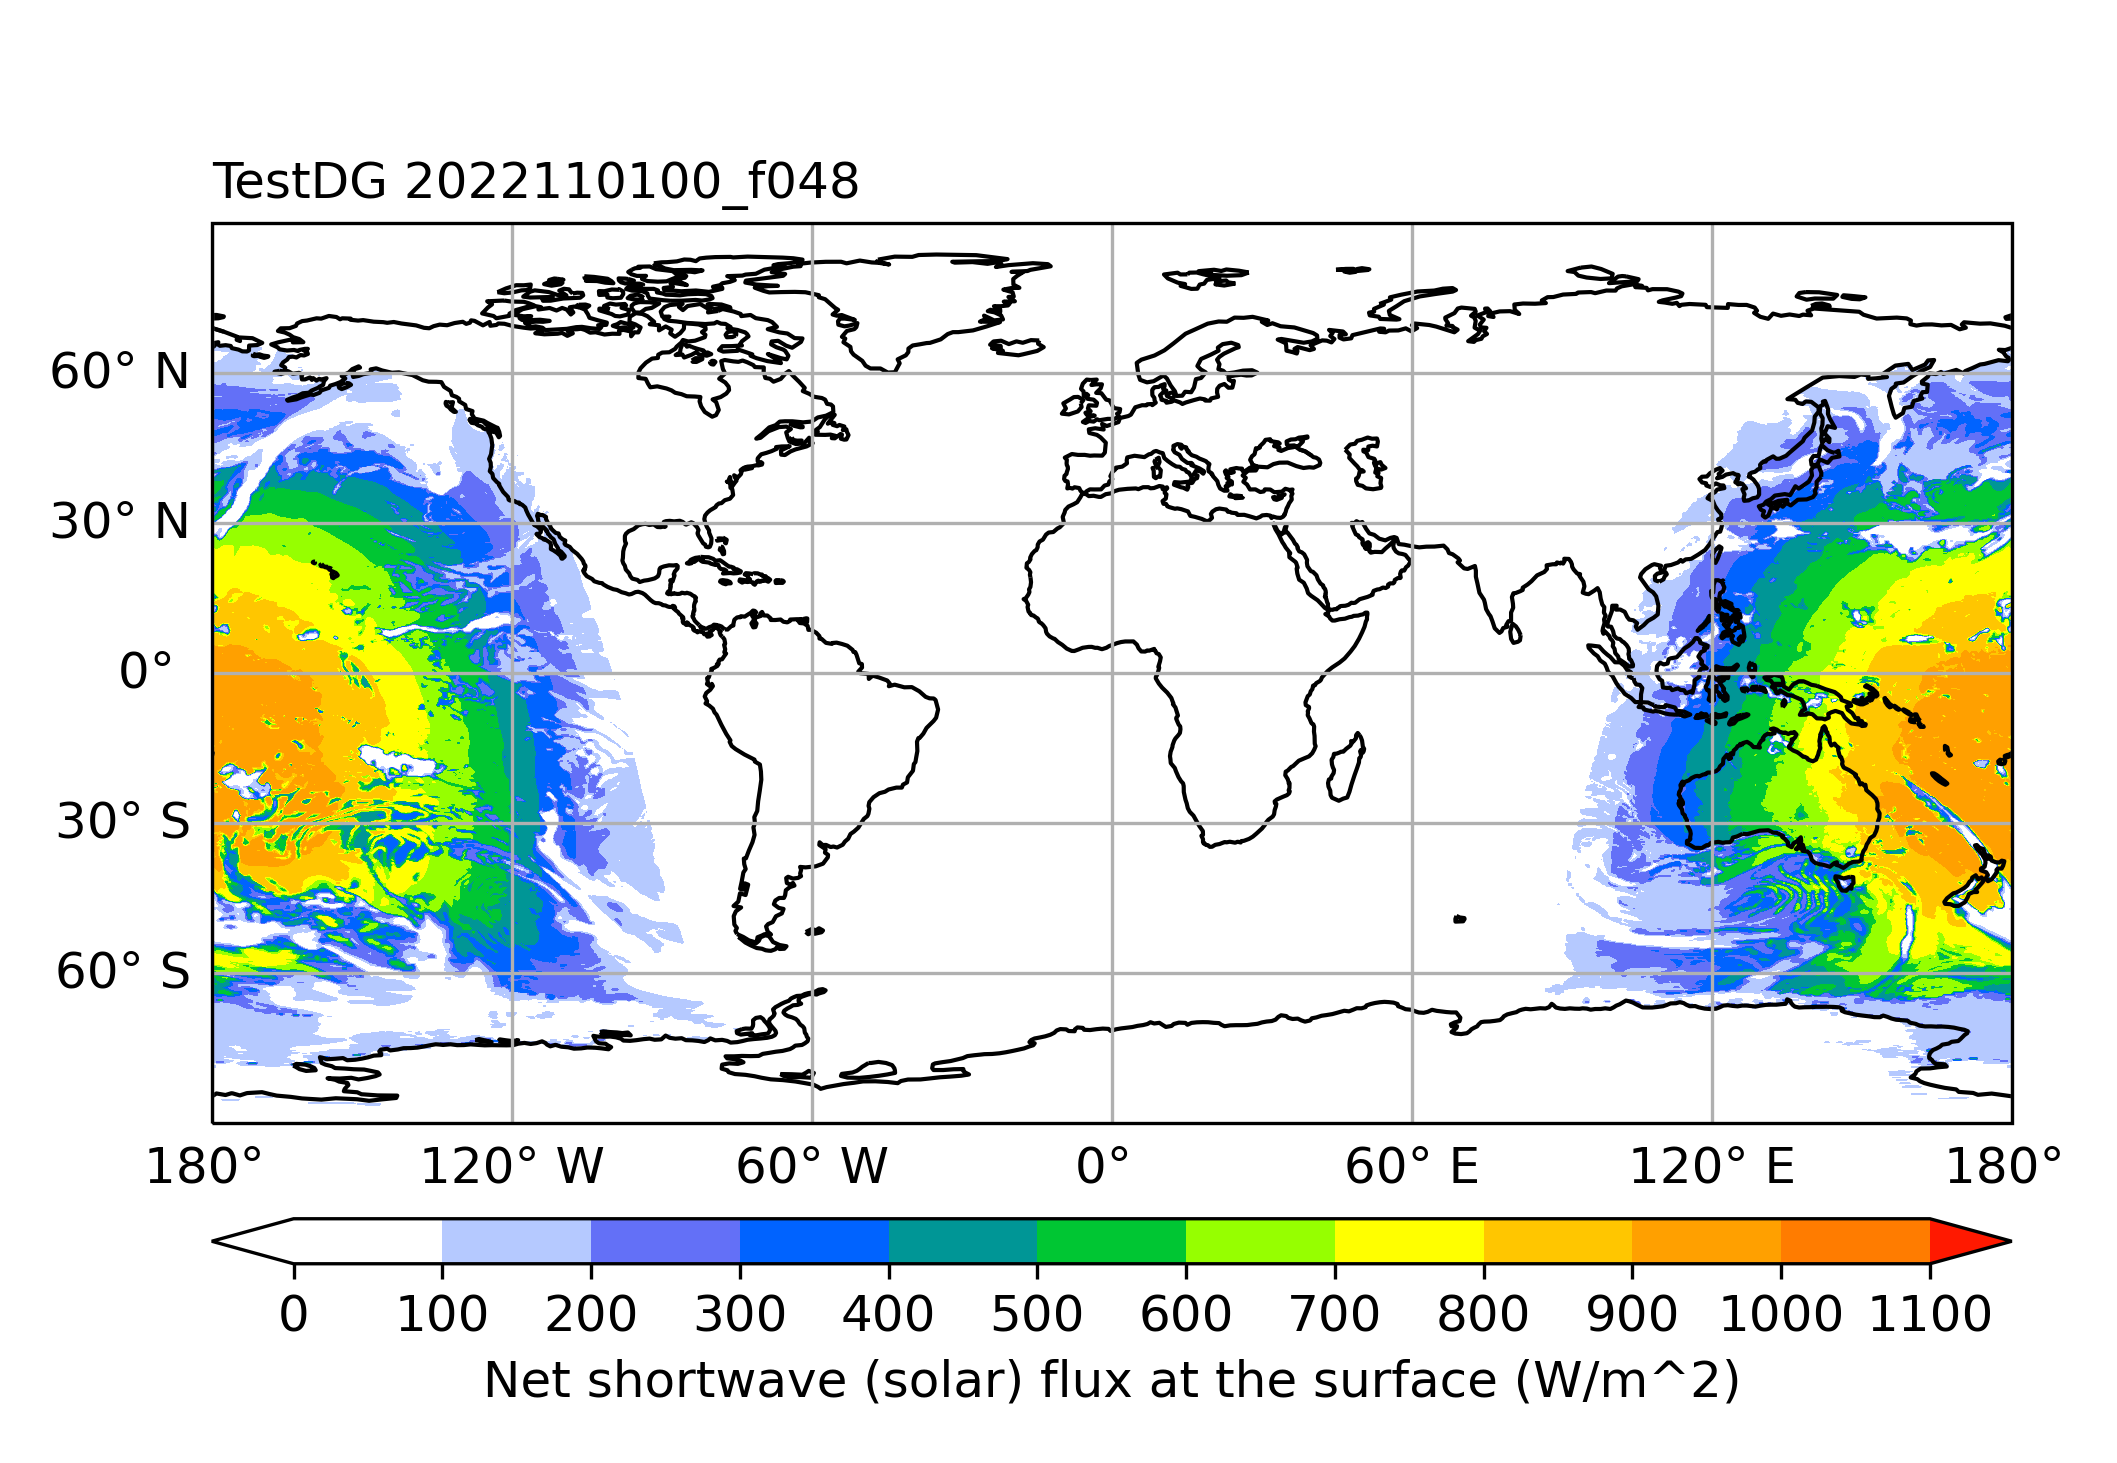 TestDG 2022110100_f048
60° N
30° N
0°
30° S
60° S
180° 120° W 60° W 0° 60° E 120° E 180°
0 100 200 300 400 500 600 700 800 900 1000 1100
Net shortwave (solar) flux at the surface (W/m^2)